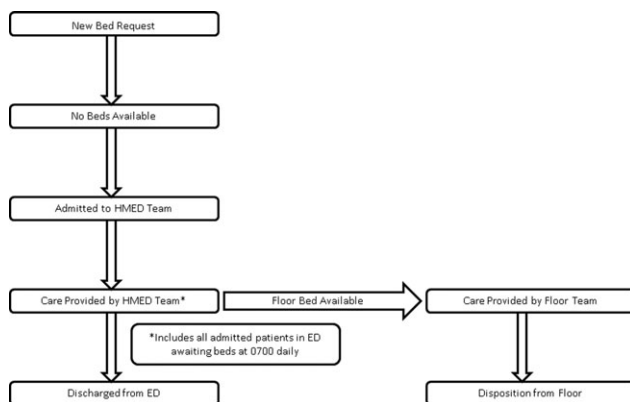 New Bed Request
No Beds Available
Admitted to HMED Team
Care Provided by HMED Team*
Floor Bed Available
Care Provided by Floor Team
*Includes all admitted patients in ED
awaiting beds at 0700 daily
Discharged from ED
Disposition from Floor